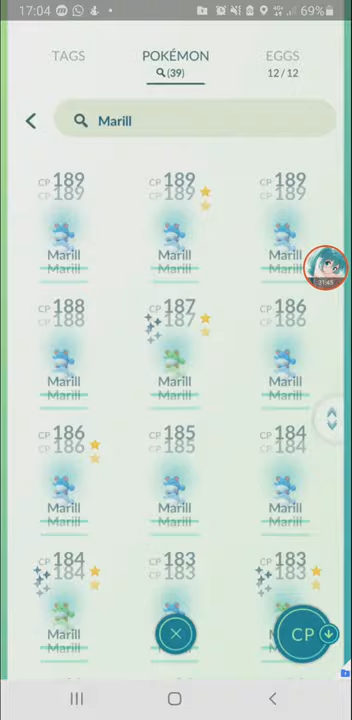 17:04 69%
TAGS POKÉMON EGGS
(39) 12/12
Marill
CP 189 CP 189 CP 189
Marill Marill Marill
CP 188 CP 187 CP 186
Marill Marill Marill
CP 186 CP 185 CP 184
Marill Marill Marill
CP 184 CP 183 CP 183
Marill
CP